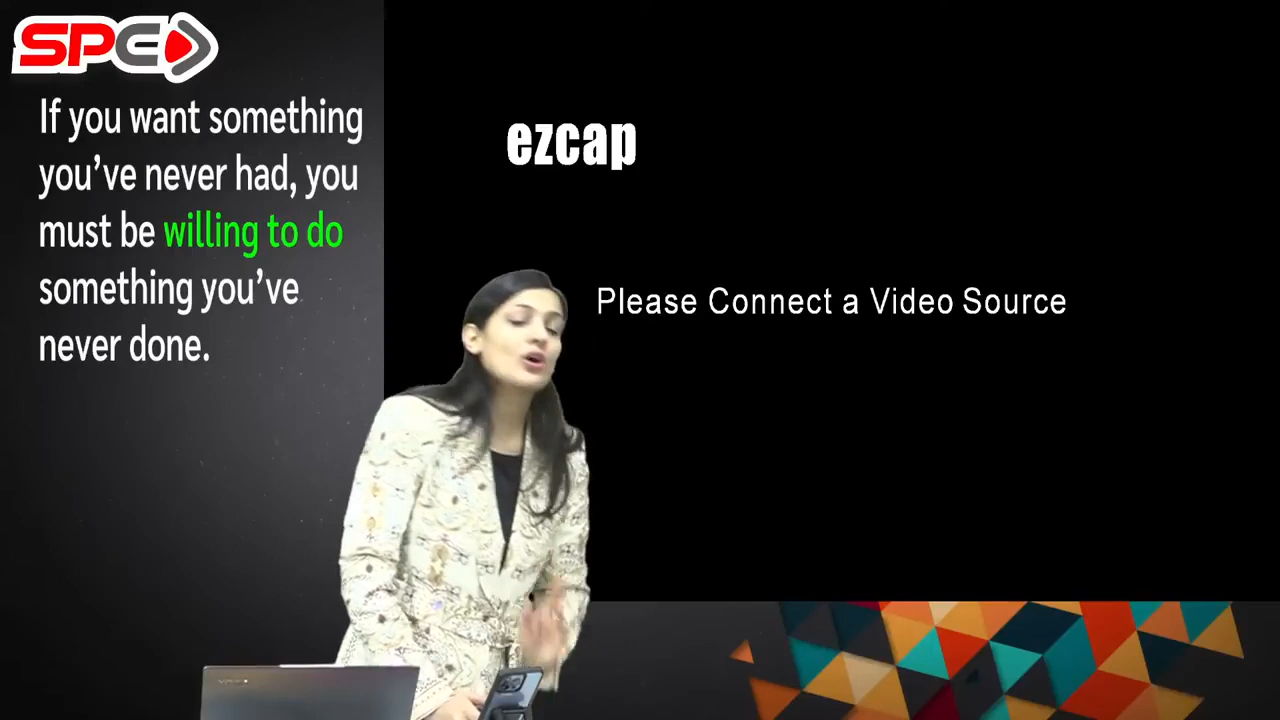 SPE
If you want something
you've never had, you
must be willing to do
something you've
never done.
ezcap
Please Connect a Video Source